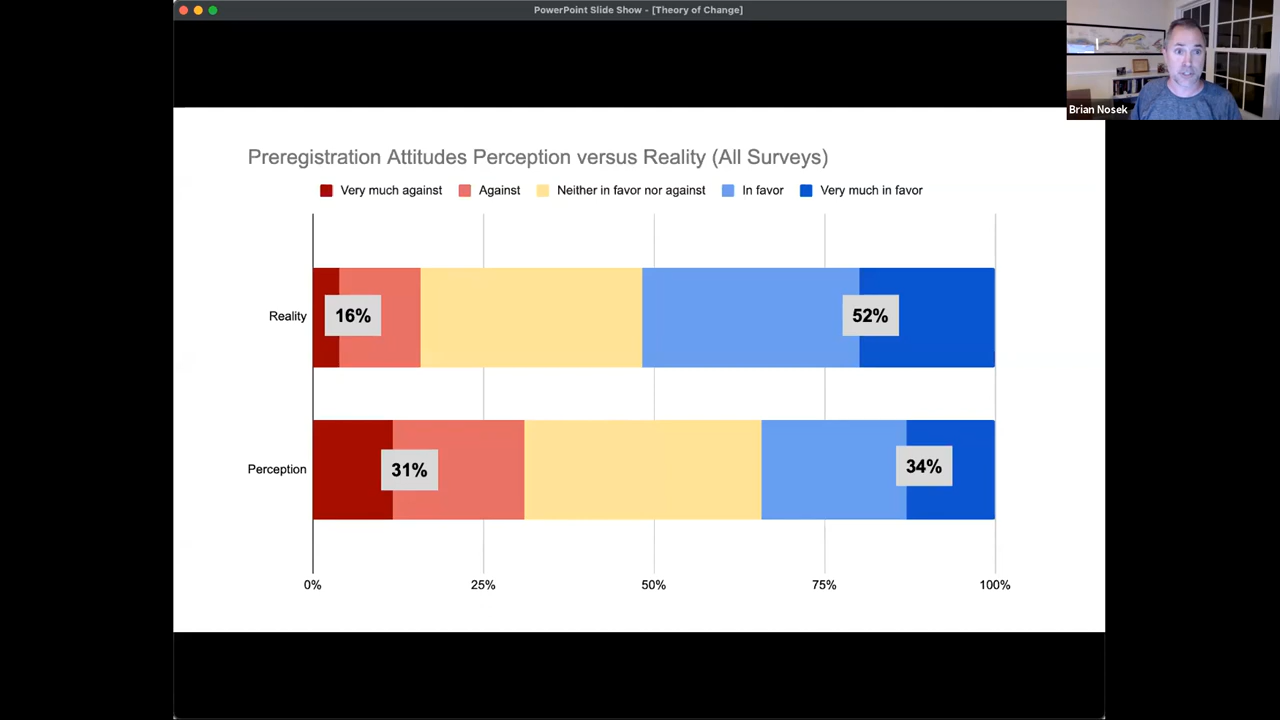 PowerPoint Slide Show - [Theory of Change]
Brian Nosek
Preregistration Attitudes Perception versus Reality (All Surveys)
Very much against Against Neither in favor nor against In favor Very much in favor
Reality 16% 52%
Perception 31% 34%
0% 25% 50% 75% 100%